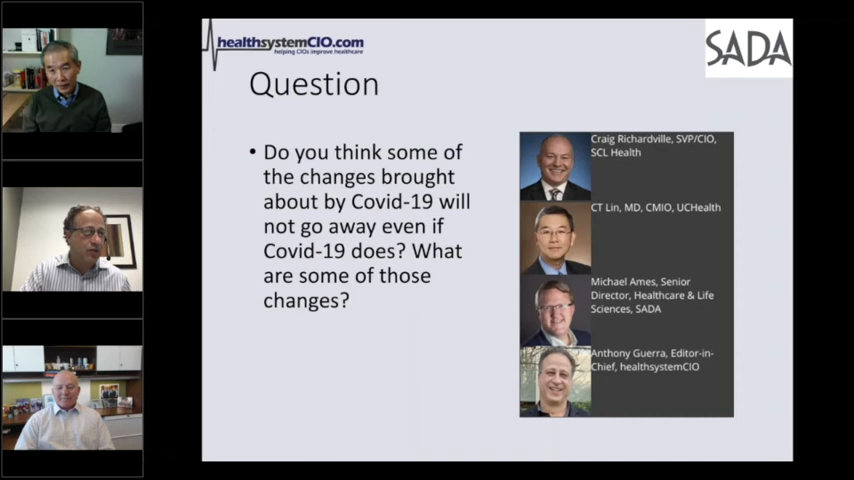 healthsystemCIO.com
helping CIOs improve healthcare
SADA
Question
• Do you think some of
the changes brought
about by Covid-19 will
not go away even if
Covid-19 does? What
are some of those
changes?
Craig Richardville, SVP/CIO,
SCL Health
CT Lin, MD, CMIO, UCHealth
Michael Ames, Senior
Director, Healthcare & Life
Sciences, SADA
Anthony Guerra, Editor-in-
Chief, healthsystemCIO